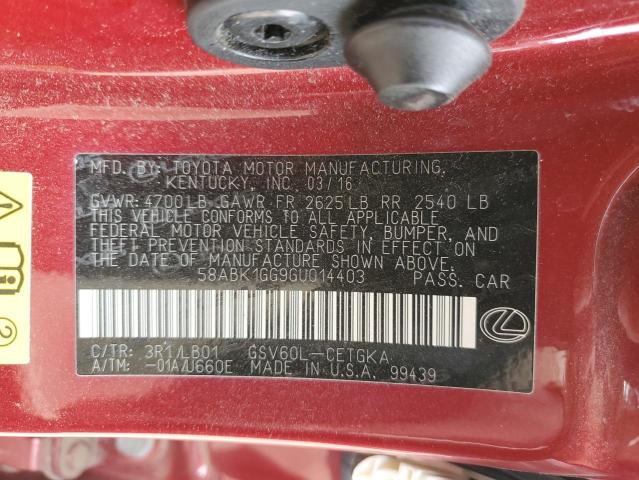 MFD. BY: TOYOTA MOTOR MANUFACTURING,
KENTUCKY, INC. 03/16
GVWR: 4700LB GAWR FR 2625LB RR 2540 LB
THIS VEHICLE CONFORMS TO ALL APPLICABLE
FEDERAL MOTOR VEHICLE SAFETY, BUMPER, AND
THEFT PREVENTION STANDARDS IN EFFECT ON
THE DATE OF MANUFACTURE SHOWN ABOVE.
58ABK1GG9GU014403 PASS. CAR
C/TR: 3R1/LB01 GSV60L-CETGKA
A/TM: -01A/U660E MADE IN U.S.A. 99439
2